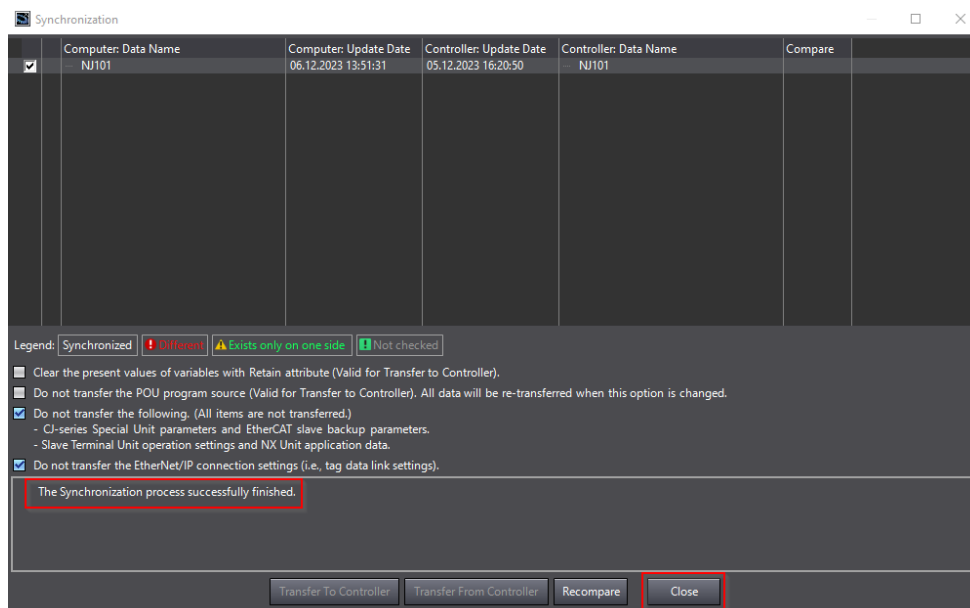 Synchronization
Computer: Data Name Computer: Update Date Controller: Update Date Controller: Data Name Compare
NJ101 06.12.2023 13:51:31 05.12.2023 16:20:50 NJ101
Legend: Synchronized Different Exists only on one side Not checked
Clear the present values of variables with Retain attribute (Valid for Transfer to Controller).
Do not transfer the POU program source (Valid for Transfer to Controller). All data will be re-transferred when this option is changed.
Do not transfer the following. (All items are not transferred.)
- CJ-series Special Unit parameters and EtherCAT slave backup parameters.
- Slave Terminal Unit operation settings and NX Unit application data.
Do not transfer the EtherNet/IP connection settings (i.e., tag data link settings).
The Synchronization process successfully finished.
Transfer To Controller Transfer From Controller Recompare Close